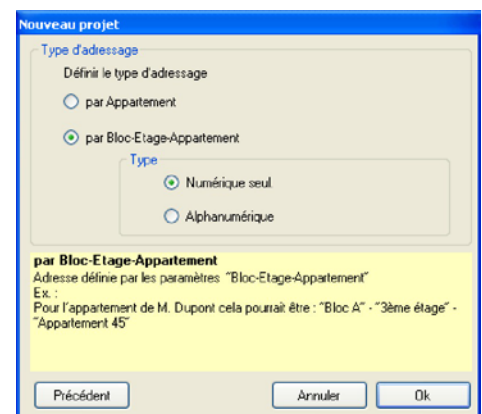 Nouveau projet
Type d'adressage
Définir le type d'adressage
par Appartement
par Bloc-Etage-Appartement
Type
Numérique seul
Alphanumérique
par Bloc-Etage-Appartement
Adresse définie par les paramètres "Bloc-Etage-Appartement"
Ex. :
Pour l'appartement de M. Dupont cela pourrait être : "Bloc A" - "3ème étage" -
"Appartement 45"
Précédent
Annuler
Ok